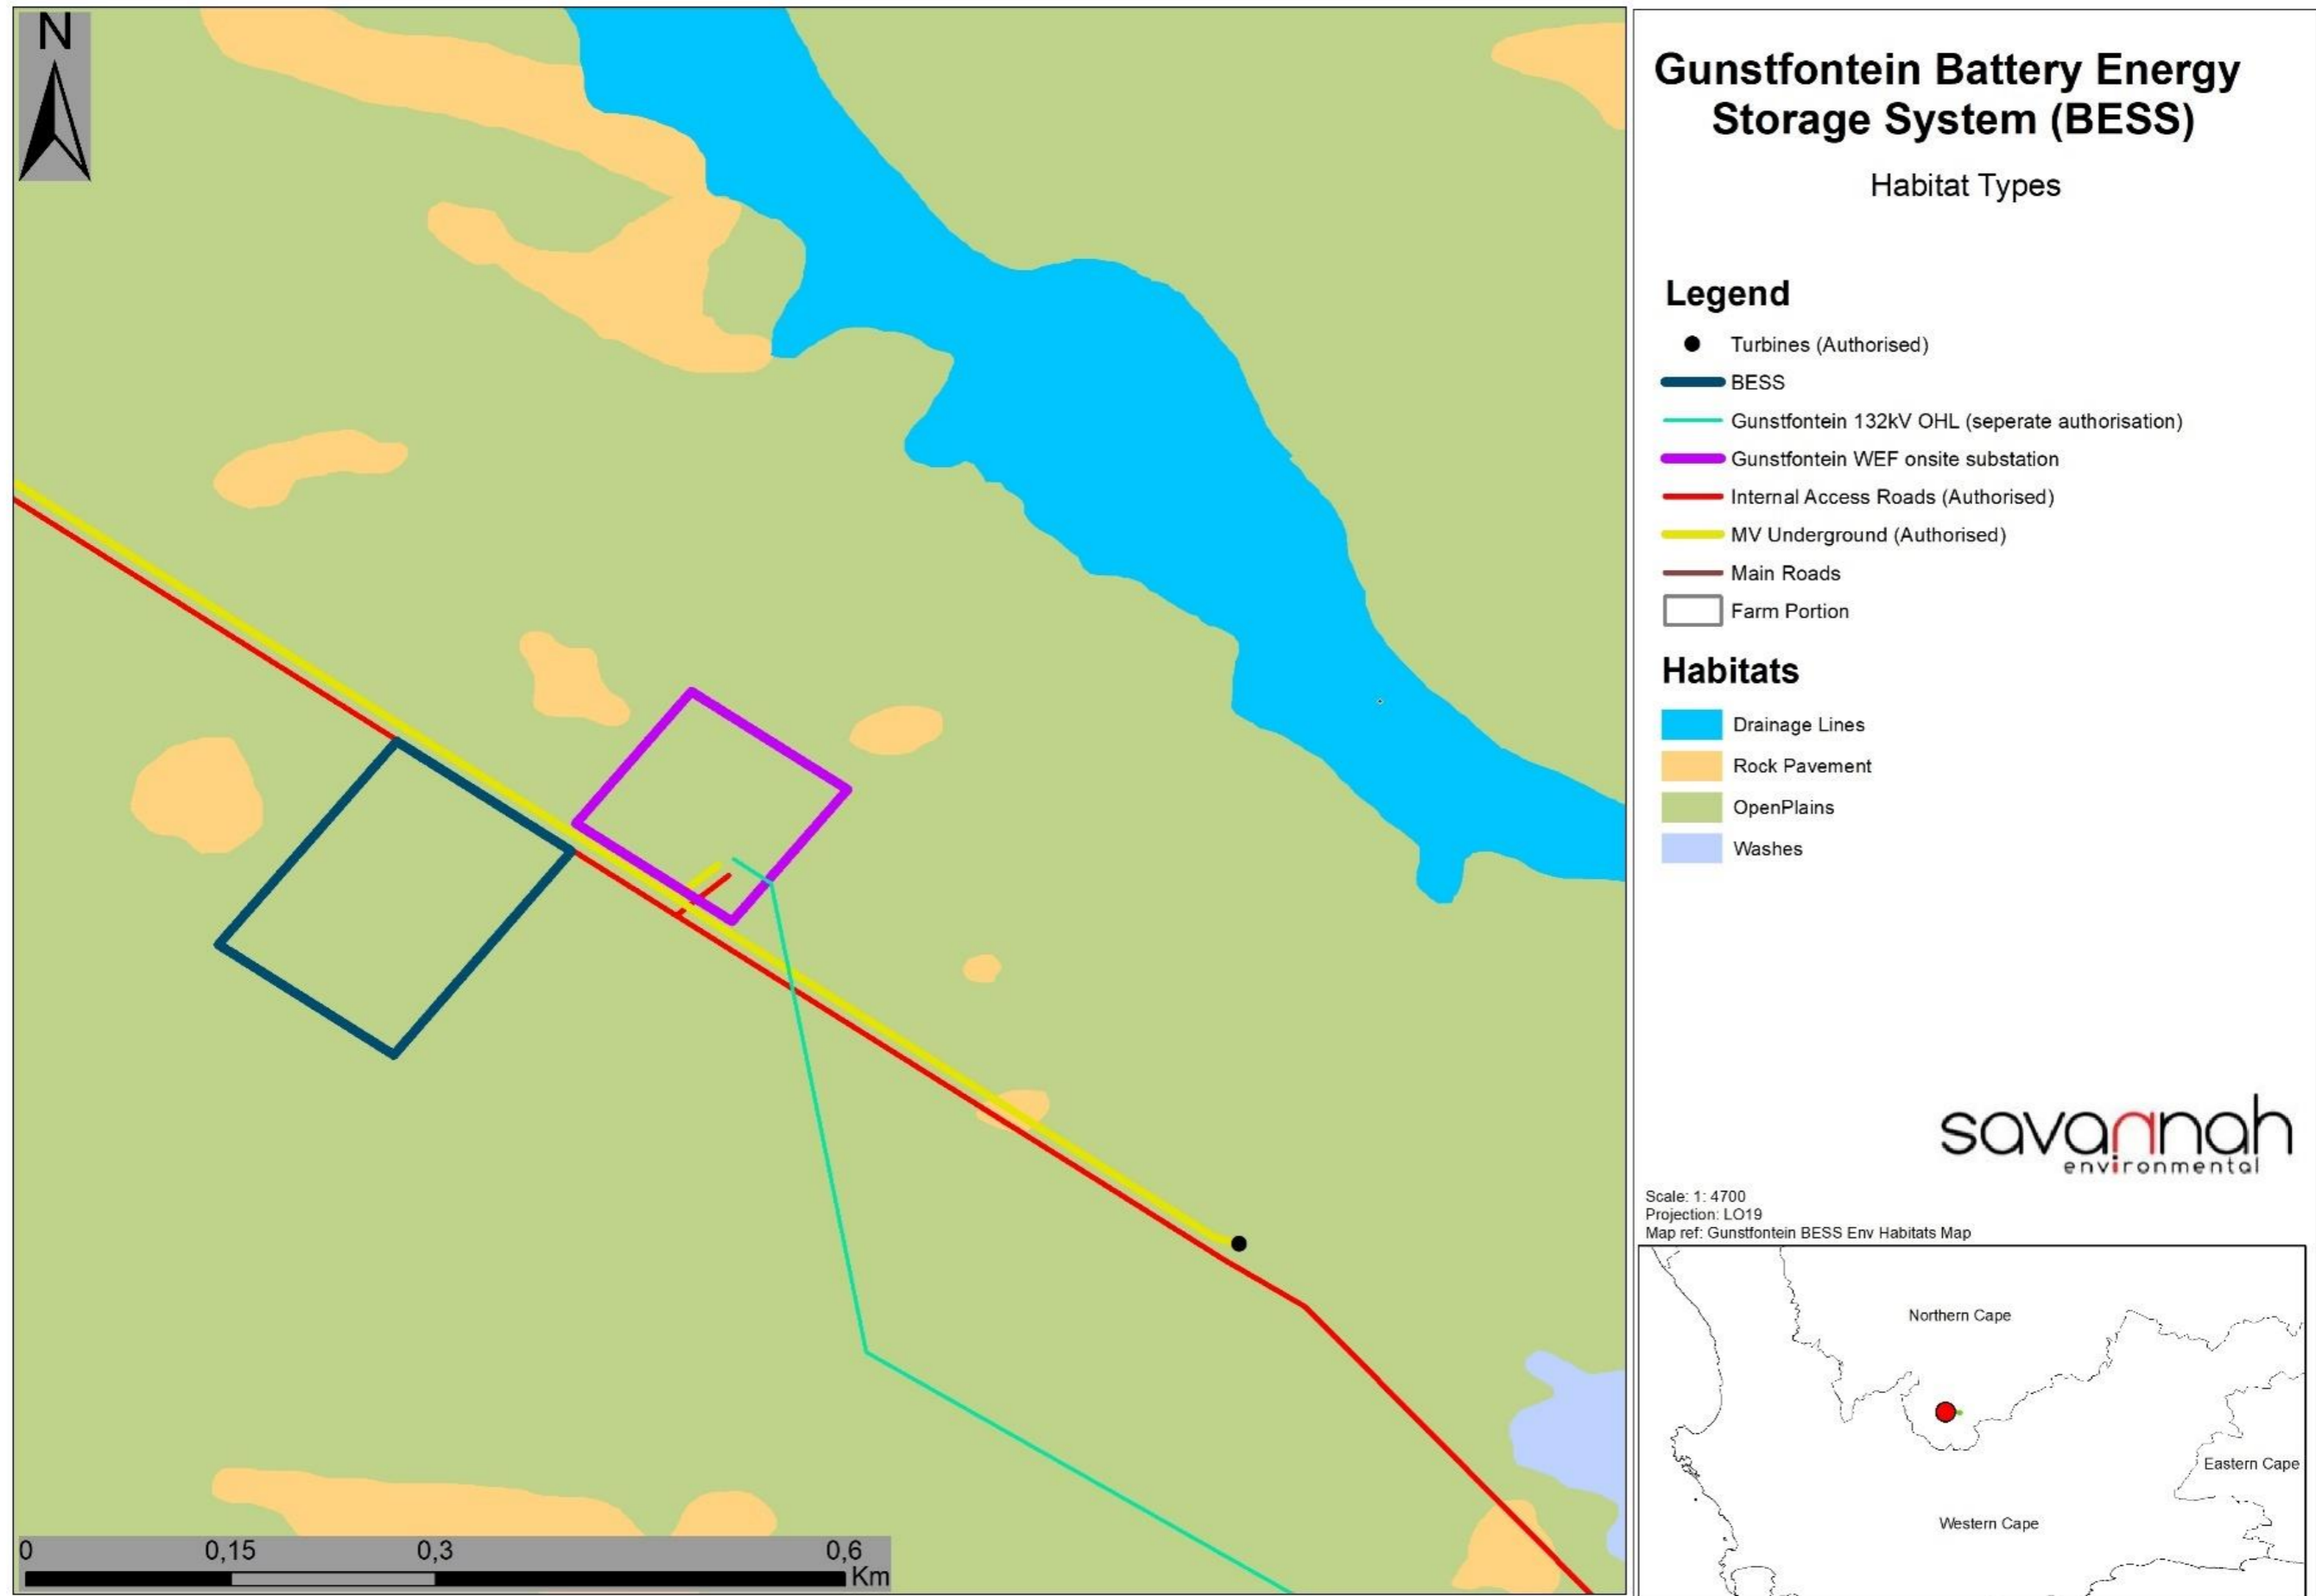 N
0
0,15
0,3
0,6
Km
Gunstfontein Battery Energy
Storage System (BESS)
Habitat Types
Legend
Turbines (Authorised)
BESS
Gunstfontein 132kV OHL (seperate authorisation)
Gunstfontein WEF onsite substation
Internal Access Roads (Authorised)
MV Underground (Authorised)
Main Roads
Farm Portion
Habitats
Drainage Lines
Rock Pavement
OpenPlains
Washes
savannah
environmental
Scale: 1: 4700
Projection: LO19
Map ref: Gunstfontein BESS Env Habitats Map
Northern Cape
Eastern Cape
Western Cape